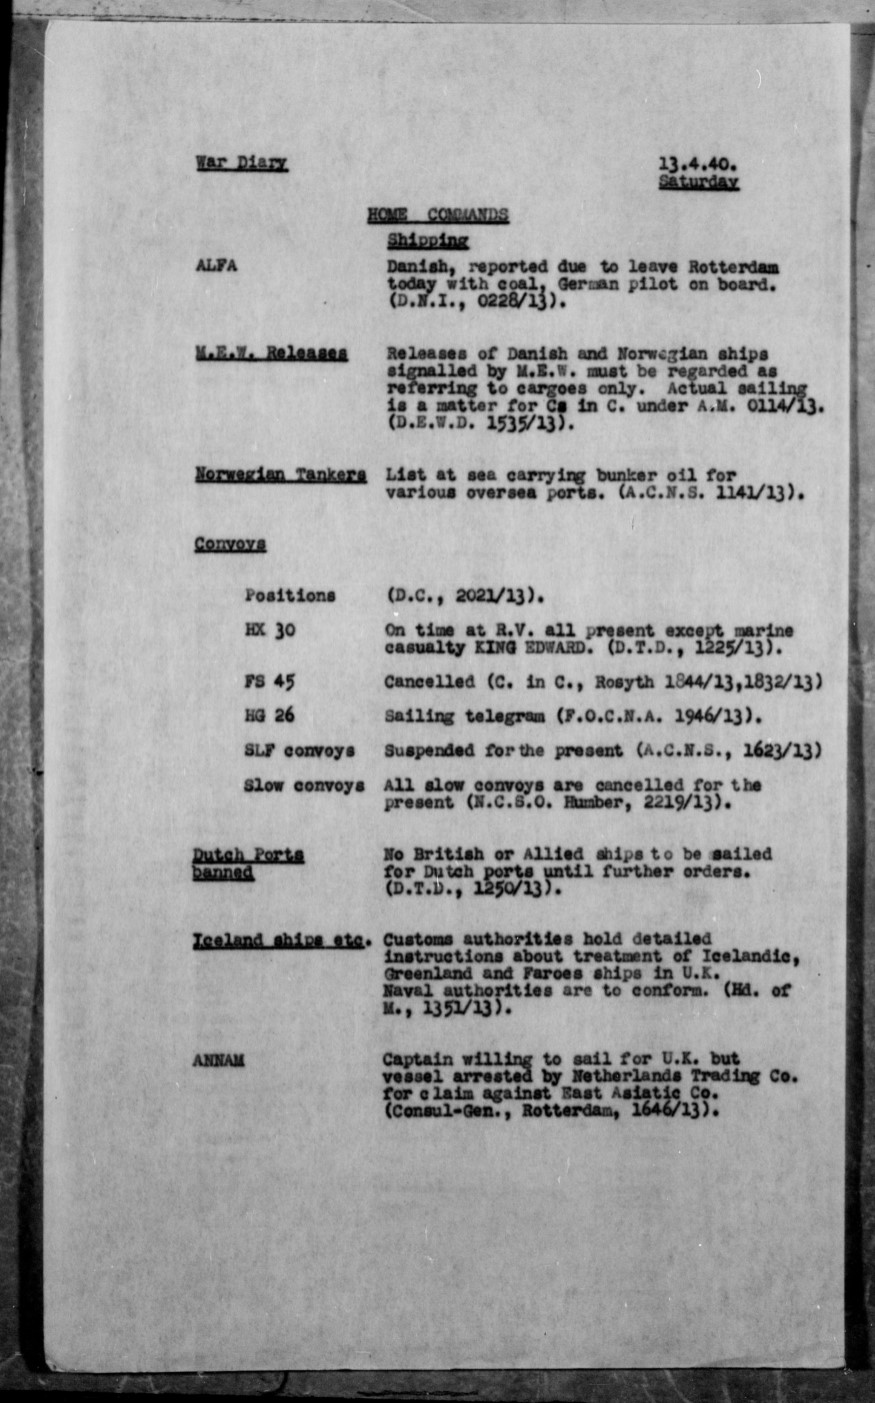 War Diary 13.4.40.
Saturday
HOME COMMANDS
Shipping
ALFA Danish, reported due to leave Rotterdam
today with coal, German pilot on board.
(D.N.I., 0228/13).
M.E.W. Releases Releases of Danish and Norwegian ships
signalled by M.E.W. must be regarded as
referring to cargoes only. Actual sailing
is a matter for Cs in C. under A.M. 0114/13.
(D.E.W.D. 1535/13).
Norwegian Tankers List at sea carrying bunker oil for
various oversea ports. (A.C.N.S. 1141/13).
Convoys
Positions (D.C., 2021/13).
HX 30 On time at R.V. all present except marine
casualty KING EDWARD. (D.T.D., 1225/13).
FS 45 Cancelled (C. in C., Rosyth 1844/13,1832/13)
HG 26 Sailing telegram (F.O.C.N.A. 1946/13).
SLF convoys Suspended for the present (A.C.N.S., 1623/13)
Slow convoys All slow convoys are cancelled for the
present (N.C.S.O. Humber, 2219/13).
Dutch Ports No British or Allied ships to be sailed
banned for Dutch ports until further orders.
(D.T.D., 1250/13).
Iceland ships etc. Customs authorities hold detailed
instructions about treatment of Icelandic,
Greenland and Faroes ships in U.K.
Naval authorities are to conform. (Hd. of
M., 1351/13).
ANNAM Captain willing to sail for U.K. but
vessel arrested by Netherlands Trading Co.
for claim against East Asiatic Co.
(Consul-Gen., Rotterdam, 1646/13).